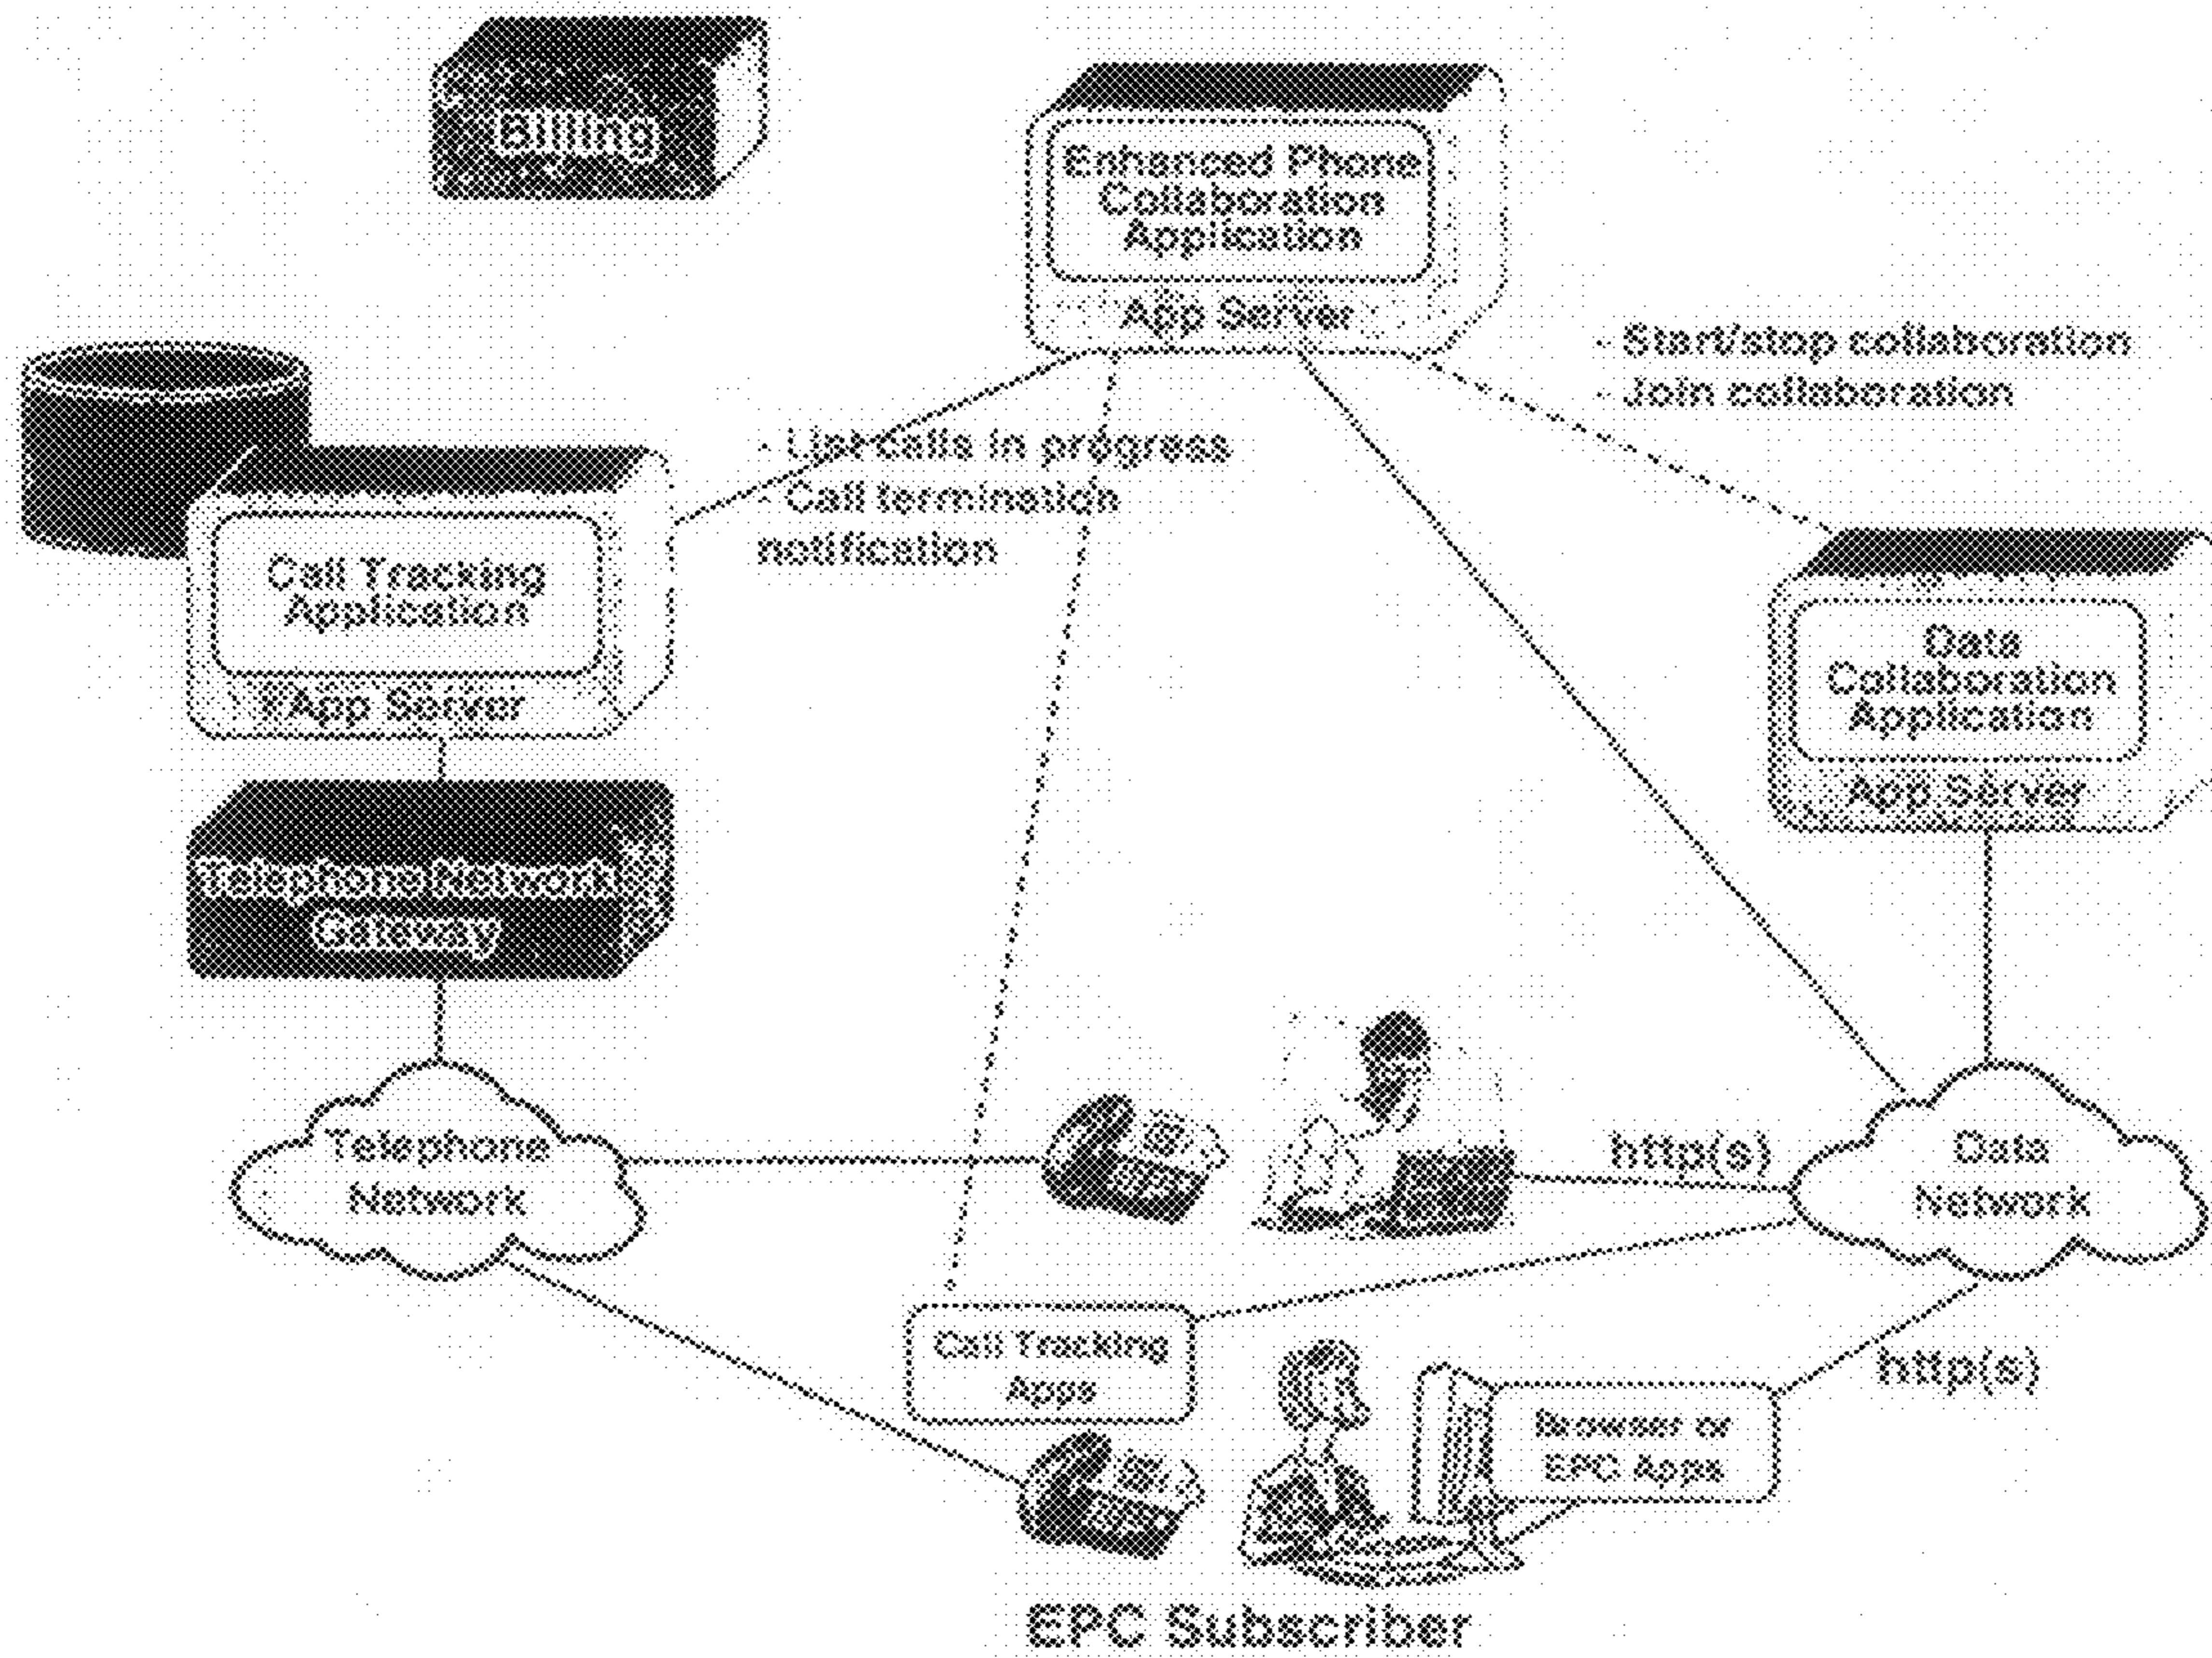 Billing
Enhanced Phone
Collaboration
Application
App Server
- Start/stop collaboration
- Join collaboration
- List calls in progress
- Call termination
notification
Call Tracking
Application
App Server
Data
Collaboration
Application
App Server
Telephone Network
Gateway
Telephone
Network
http(s)
Data
Network
Call Tracking
Apps
http(s)
Browser or
EPC Apps
EPC Subscriber